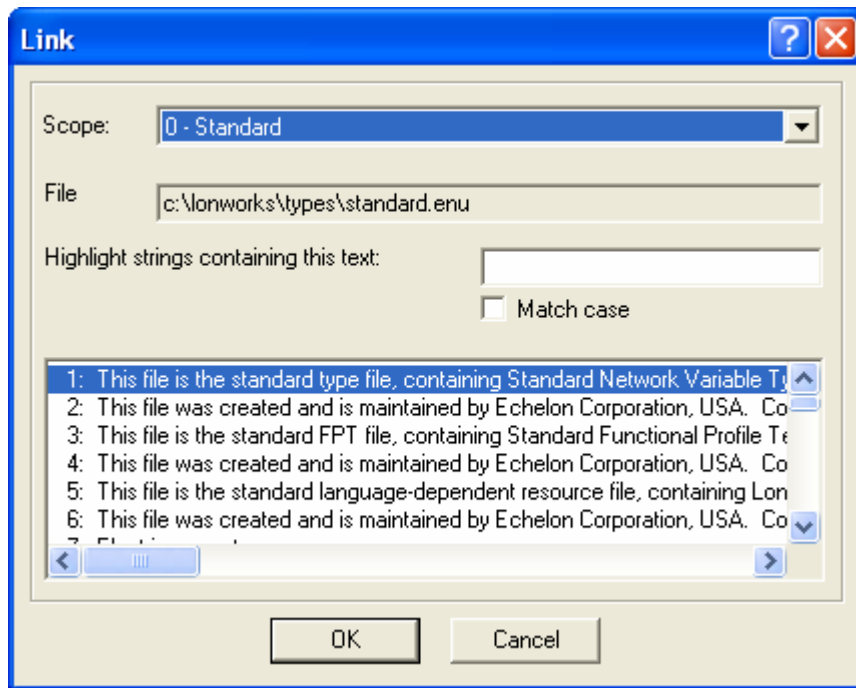 Link
Scope: 0 - Standard
File c:\lonworks\types\standard.enu
Highlight strings containing this text:
Match case
1: This file is the standard type file, containing Standard Network Variable Ty
2: This file was created and is maintained by Echelon Corporation, USA. Co
3: This file is the standard FPT file, containing Standard Functional Profile Te
4: This file was created and is maintained by Echelon Corporation, USA. Co
5: This file is the standard language-dependent resource file, containing Lon
6: This file was created and is maintained by Echelon Corporation, USA. Co
OK Cancel